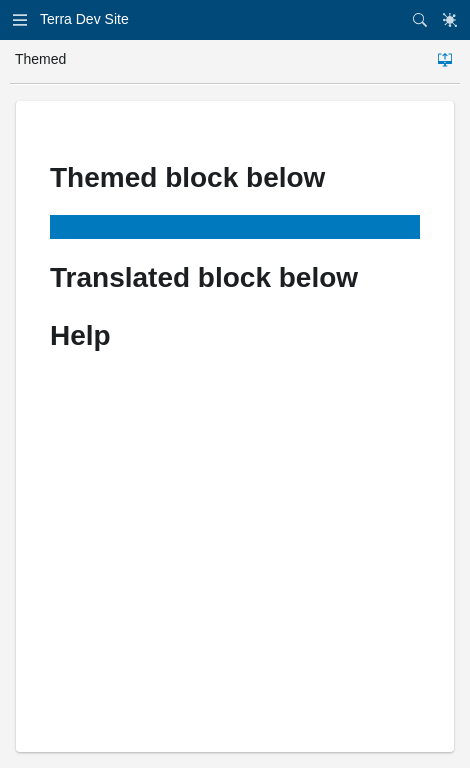 Terra Dev Site
Themed
Themed block below
Translated block below
Help